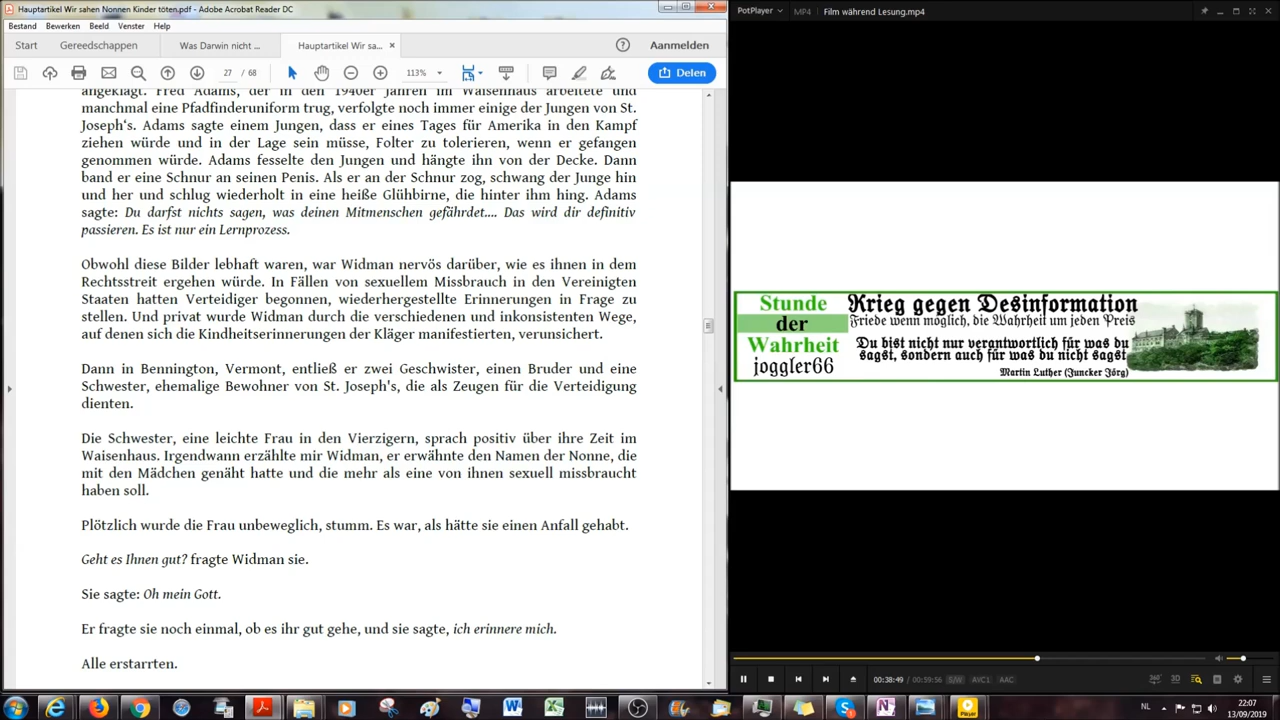 Hauptartikel Wir sahen Nonnen Kinder töten.pdf - Adobe Acrobat Reader DC
Bestand Bewerken Beeld Venster Help
Start Gereedschappen Was Darwin nicht ... Hauptartikel Wir sa... × Anmelden
27 / 68 113% Delen
angeklagt. Fred Adams, der in den 1940er Jahren im Waisenhaus arbeitete und
manchmal eine Pfadfinderuniform trug, verfolgte noch immer einige der Jungen von St.
Joseph's. Adams sagte einem Jungen, dass er eines Tages für Amerika in den Kampf
ziehen würde und in der Lage sein müsse, Folter zu tolerieren, wenn er gefangen
genommen würde. Adams fesselte den Jungen und hängte ihn von der Decke. Dann
band er eine Schnur an seinen Penis. Als er an der Schnur zog, schwang der Junge hin
und her und schlug wiederholt in eine heiße Glühbirne, die hinter ihm hing. Adams
sagte: Du darfst nichts sagen, was deinen Mitmenschen gefährdet.... Das wird dir definitiv
passieren. Es ist nur ein Lernprozess.
Obwohl diese Bilder lebhaft waren, war Widman nervös darüber, wie es ihnen in dem
Rechtsstreit ergehen würde. In Fällen von sexuellem Missbrauch in den Vereinigten
Staaten hatten Verteidiger begonnen, wiederhergestellte Erinnerungen in Frage zu
stellen. Und privat wurde Widman durch die verschiedenen und inkonsistenten Wege,
auf denen sich die Kindheitserinnerungen der Kläger manifestierten, verunsichert.
Dann in Bennington, Vermont, entließ er zwei Geschwister, einen Bruder und eine
Schwester, ehemalige Bewohner von St. Joseph's, die als Zeugen für die Verteidigung
dienten.
Die Schwester, eine leichte Frau in den Vierzigern, sprach positiv über ihre Zeit im
Waisenhaus. Irgendwann erzählte mir Widman, er erwähnte den Namen der Nonne, die
mit den Mädchen genäht hatte und die mehr als eine von ihnen sexuell missbraucht
haben soll.
Plötzlich wurde die Frau unbeweglich, stumm. Es war, als hätte sie einen Anfall gehabt.
Geht es Ihnen gut? fragte Widman sie.
Sie sagte: Oh mein Gott.
Er fragte sie noch einmal, ob es ihr gut gehe, und sie sagte, ich erinnere mich.
Alle erstarrten.
PotPlayer MP4 Film während Lesung.mp4
Stunde
der
Wahrheit
joggler66
Krieg gegen Desinformation
Friede wenn möglich, die Wahrheit um jeden Preis
Du bist nicht nur verantwortlich für was du
sagst, sondern auch für was du nicht sagst
Martin Luther (Juncker Jörg)
00:38:49 / 00:59:56 S/W AVC1 AAC 360° 3D
NL 22:07
13/09/2019